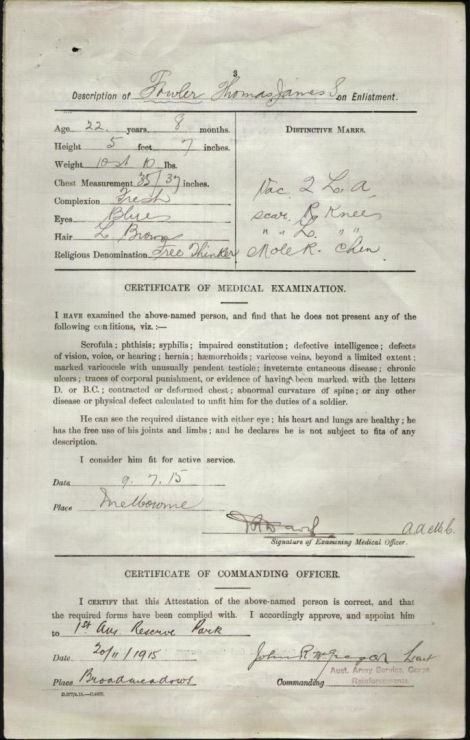 3
Description of Fowler Thomas James S on Enlistment.
Age 22 years 8 months.
Height 5 feet 7 inches.
Weight 10 st 10 lbs.
Chest Measurement 35/37 inches.
Complexion Fresh
Eyes Blue
Hair L Brown
Religious Denomination Free Thinker
DISTINCTIVE MARKS.
Vac. 2 L. A.
scar R Knee
" " L. " "
Mole R. Chin
CERTIFICATE OF MEDICAL EXAMINATION.
I HAVE examined the above-named person, and find that he does not present any of the
following conditions, viz. :—
Scrofula ; phthisis ; syphilis ; impaired constitution ; defective intelligence ; defects
of vision, voice, or hearing ; hernia ; hæmorrhoids ; varicose veins, beyond a limited extent ;
marked varicocele with unusually pendent testicle ; inveterate cutaneous disease ; chronic
ulcers ; traces of corporal punishment, or evidence of having been marked with the letters
D. or B.C. ; contracted or deformed chest ; abnormal curvature of spine ; or any other
disease or physical defect calculated to unfit him for the duties of a soldier.
He can see the required distance with either eye ; his heart and lungs are healthy ; he
has the free use of his joints and limbs ; and he declares he is not subject to fits of any
description.
I consider him fit for active service.
Date 9. 7. 15
Place Melbourne
A.A.M.C.
Signature of Examining Medical Officer.
CERTIFICATE OF COMMANDING OFFICER.
I CERTIFY that this Attestation of the above-named person is correct, and that
the required forms have been complied with. I accordingly approve, and appoint him
to 1st Aus Reserve Park
Date 20/11/1915
John R McGregor Lieut
Aust. Army Service Corps
Place Broadmeadows
Commanding Reinforcements.